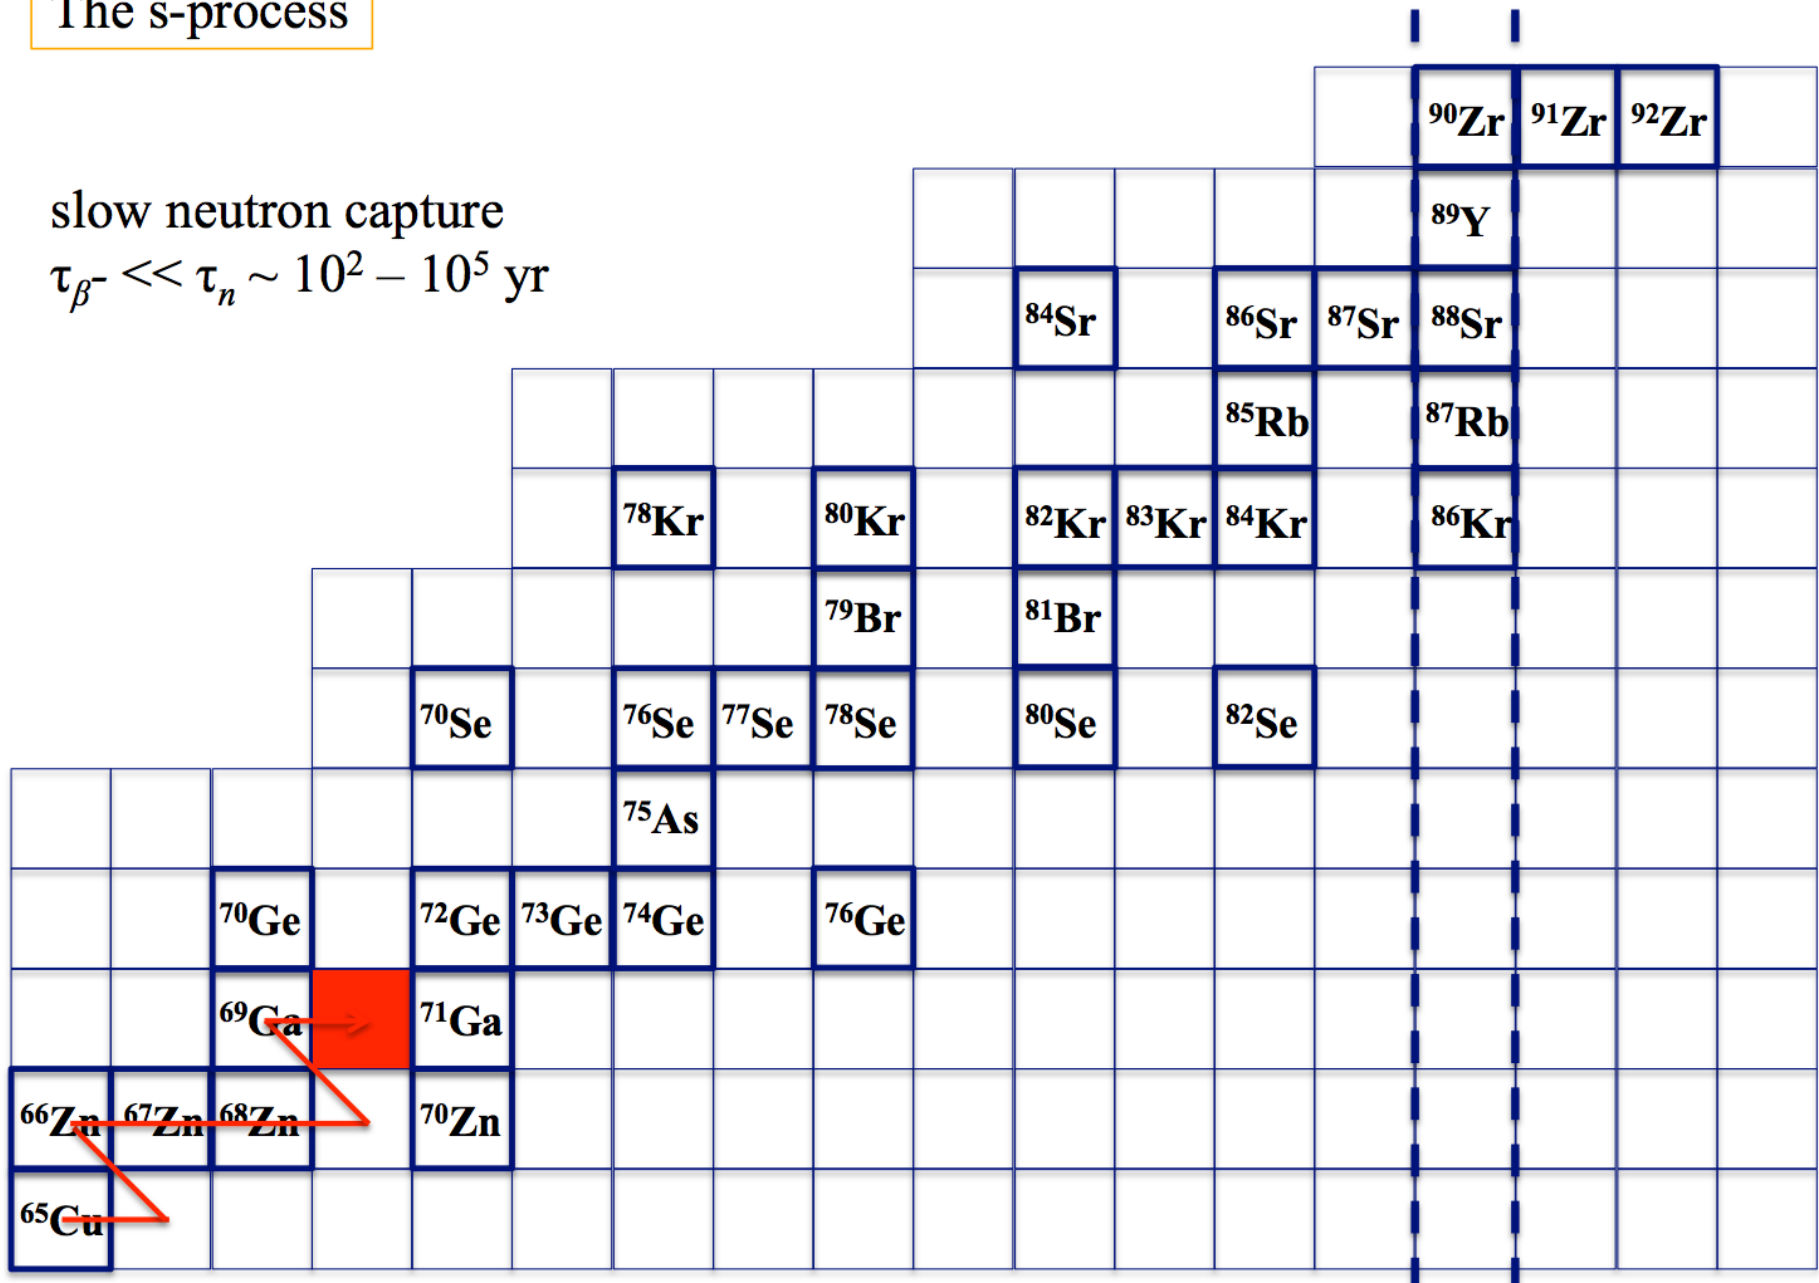 The s-process
slow neutron capture
τβ- << τn ~ 10² – 10⁵ yr
⁹⁰Zr ⁹¹Zr ⁹²Zr
⁸⁹Y
⁸⁴Sr ⁸⁶Sr ⁸⁷Sr ⁸⁸Sr
⁸⁵Rb ⁸⁷Rb
⁷⁸Kr ⁸⁰Kr ⁸²Kr ⁸³Kr ⁸⁴Kr ⁸⁶Kr
⁷⁹Br ⁸¹Br
⁷⁰Se ⁷⁶Se ⁷⁷Se ⁷⁸Se ⁸⁰Se ⁸²Se
⁷⁵As
⁷⁰Ge ⁷²Ge ⁷³Ge ⁷⁴Ge ⁷⁶Ge
⁶⁹Ga ⁷¹Ga
⁶⁶Zn ⁶⁷Zn ⁶⁸Zn ⁷⁰Zn
⁶⁵Cu